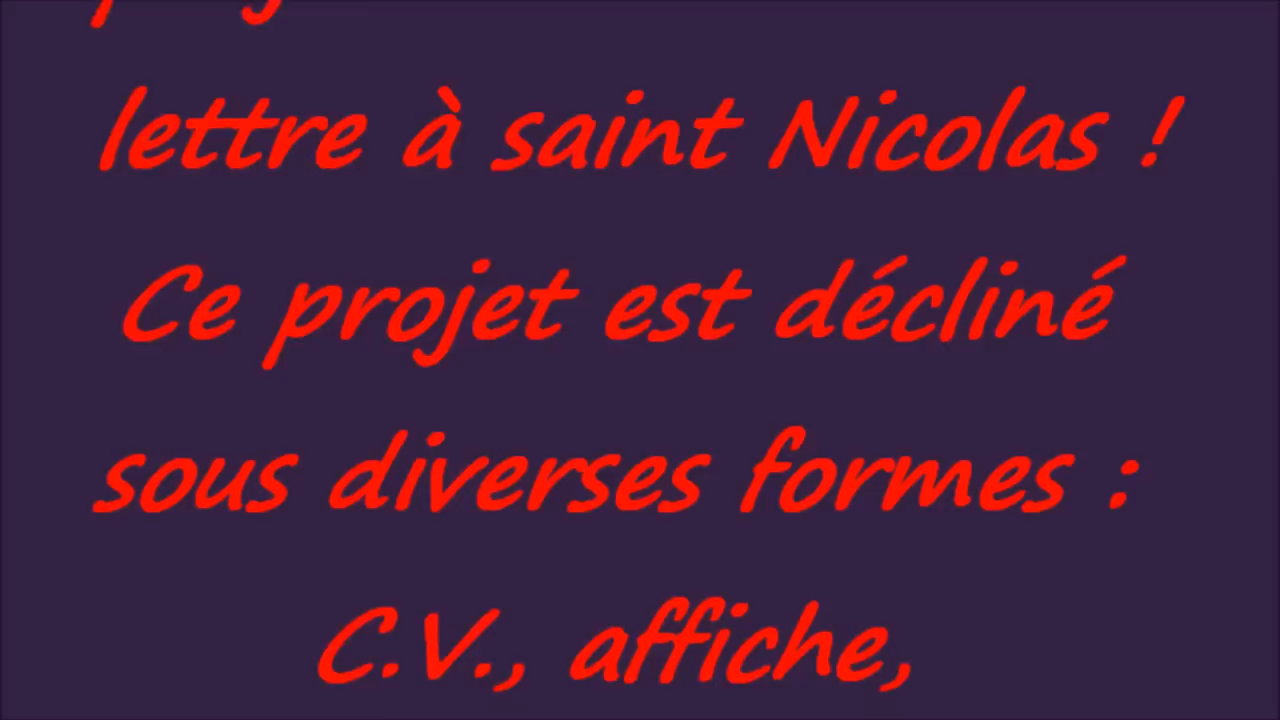 lettre à saint Nicolas !
Ce projet est décliné
sous diverses formes :
C.V., affiche,